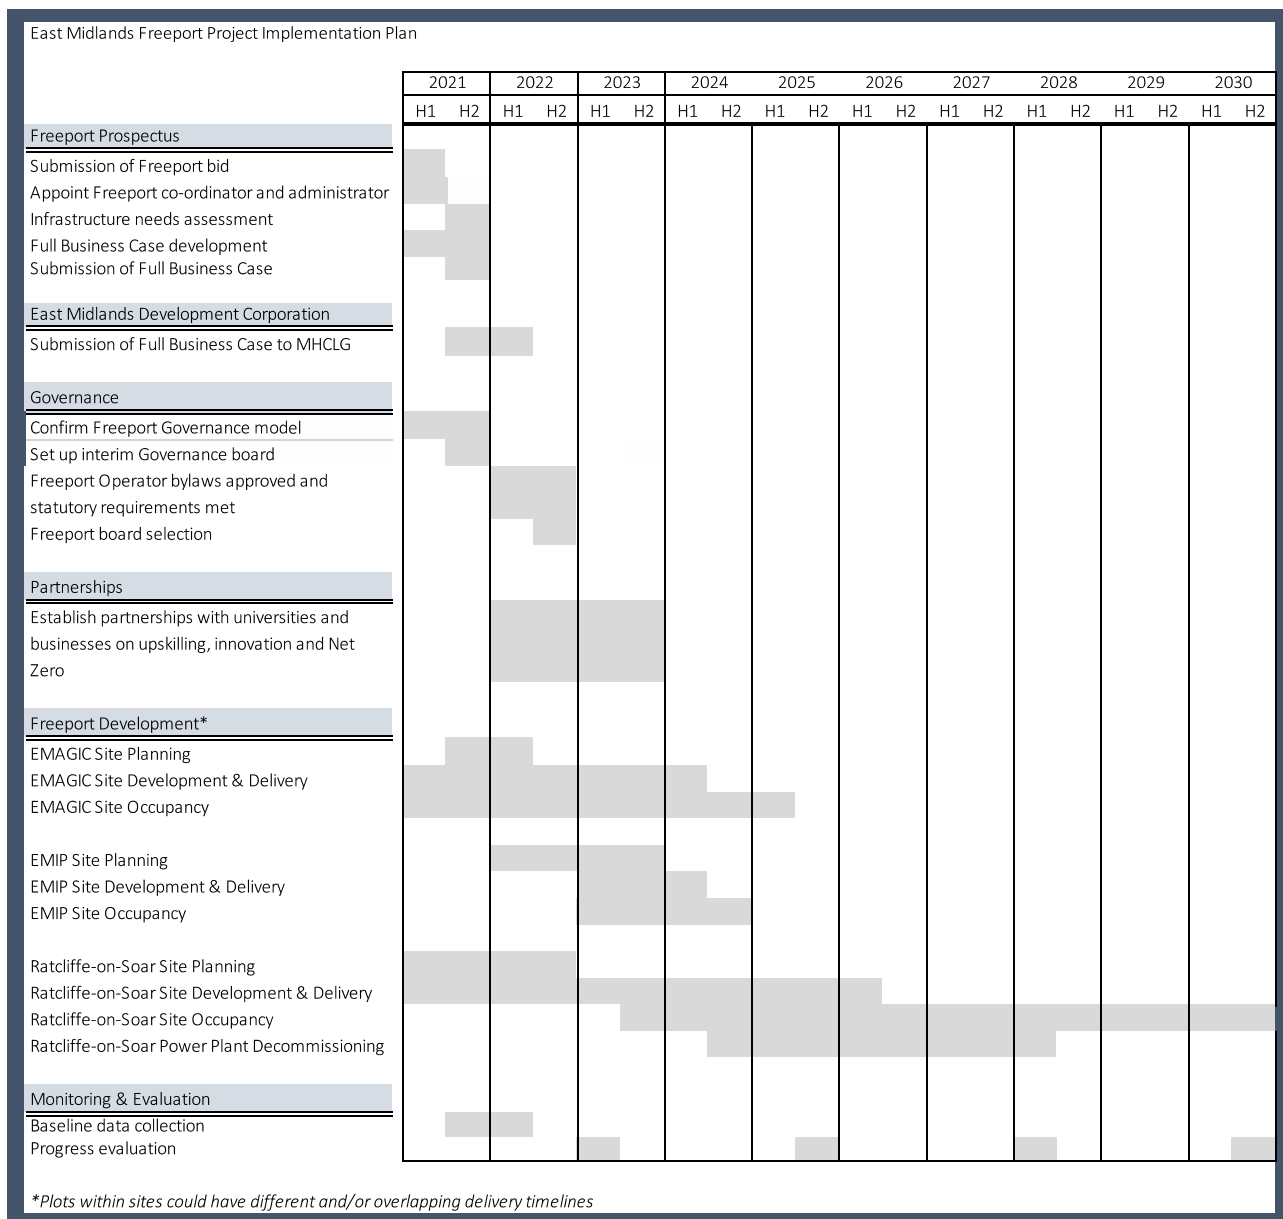 East Midlands Freeport Project Implementation Plan
2021 2022 2023 2024 2025 2026 2027 2028 2029 2030
H1 H2 H1 H2 H1 H2 H1 H2 H1 H2 H1 H2 H1 H2 H1 H2 H1 H2 H1 H2
Freeport Prospectus
Submission of Freeport bid
Appoint Freeport co-ordinator and administrator
Infrastructure needs assessment
Full Business Case development
Submission of Full Business Case
East Midlands Development Corporation
Submission of Full Business Case to MHCLG
Governance
Confirm Freeport Governance model
Set up interim Governance board
Freeport Operator bylaws approved and
statutory requirements met
Freeport board selection
Partnerships
Establish partnerships with universities and
businesses on upskilling, innovation and Net
Zero
Freeport Development*
EMAGIC Site Planning
EMAGIC Site Development & Delivery
EMAGIC Site Occupancy
EMIP Site Planning
EMIP Site Development & Delivery
EMIP Site Occupancy
Ratcliffe-on-Soar Site Planning
Ratcliffe-on-Soar Site Development & Delivery
Ratcliffe-on-Soar Site Occupancy
Ratcliffe-on-Soar Power Plant Decommissioning
Monitoring & Evaluation
Baseline data collection
Progress evaluation
*Plots within sites could have different and/or overlapping delivery timelines